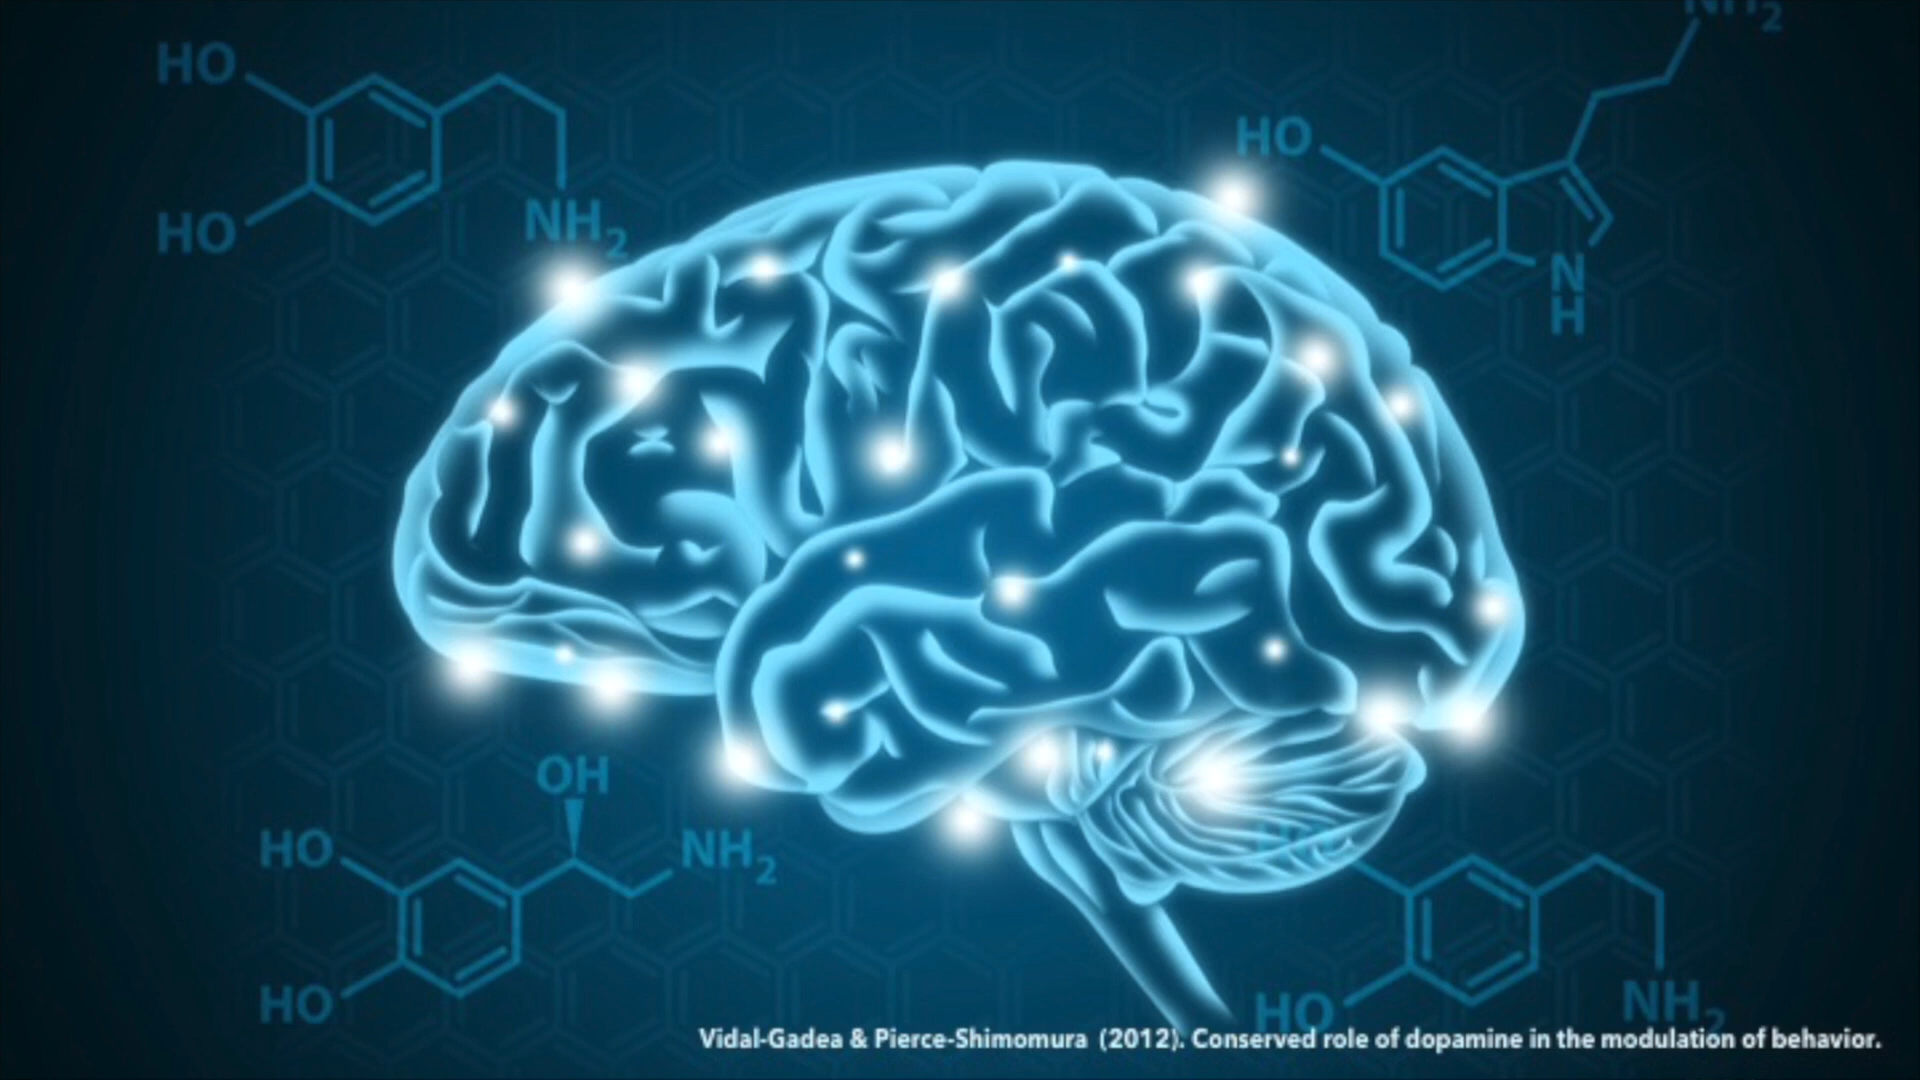 NH2
HO
HO
HO
NH2
N
H
OH
HO
NH2
HO
HO
HO
NH2
Vidal-Gadea & Pierce-Shimomura (2012). Conserved role of dopamine in the modulation of behavior.